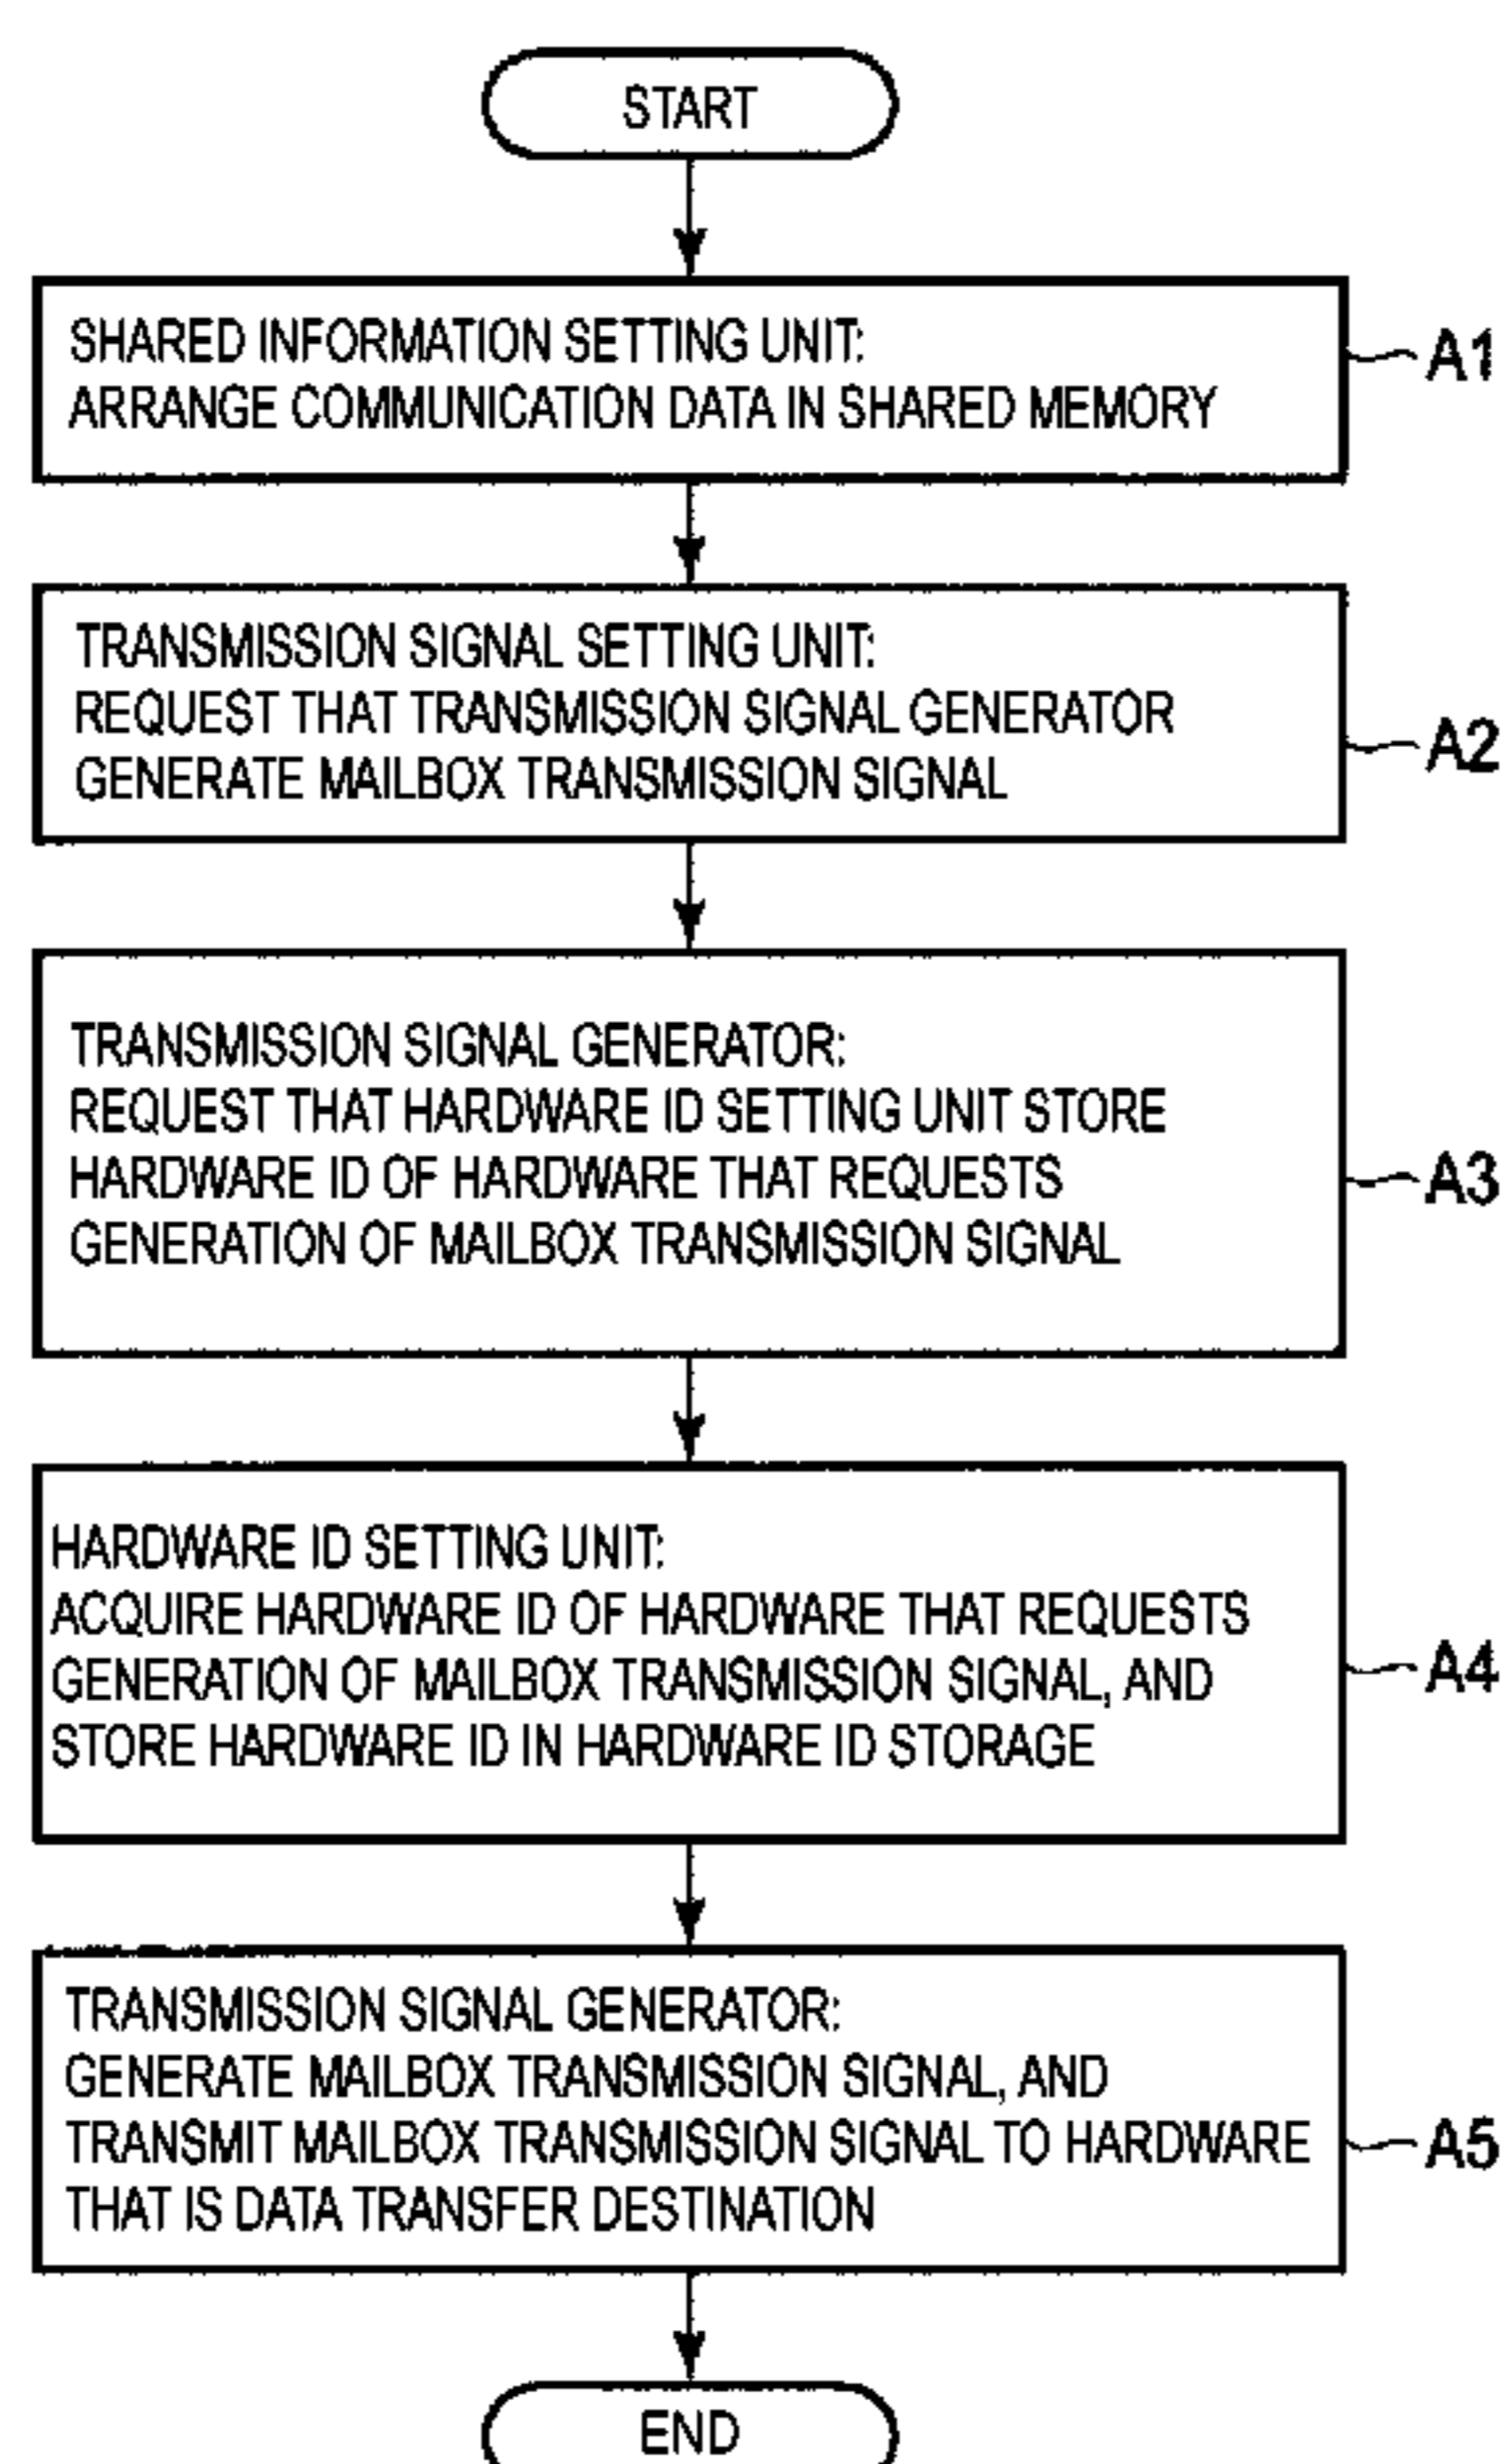 START
SHARED INFORMATION SETTING UNIT:
ARRANGE COMMUNICATION DATA IN SHARED MEMORY
A1
TRANSMISSION SIGNAL SETTING UNIT:
REQUEST THAT TRANSMISSION SIGNAL GENERATOR
GENERATE MAILBOX TRANSMISSION SIGNAL
A2
TRANSMISSION SIGNAL GENERATOR:
REQUEST THAT HARDWARE ID SETTING UNIT STORE
HARDWARE ID OF HARDWARE THAT REQUESTS
GENERATION OF MAILBOX TRANSMISSION SIGNAL
A3
HARDWARE ID SETTING UNIT:
ACQUIRE HARDWARE ID OF HARDWARE THAT REQUESTS
GENERATION OF MAILBOX TRANSMISSION SIGNAL, AND
STORE HARDWARE ID IN HARDWARE ID STORAGE
A4
TRANSMISSION SIGNAL GENERATOR:
GENERATE MAILBOX TRANSMISSION SIGNAL, AND
TRANSMIT MAILBOX TRANSMISSION SIGNAL TO HARDWARE
THAT IS DATA TRANSFER DESTINATION
A5
END